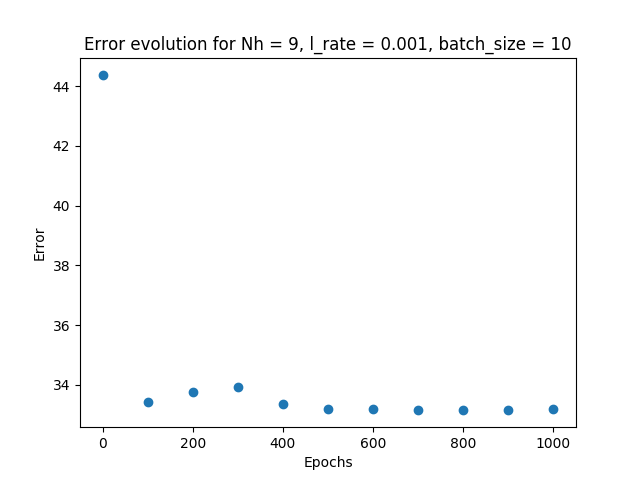 Error evolution for Nh = 9, l_rate = 0.001, batch_size = 10
44
42
40
38
36
34
Error
0 200 400 600 800 1000
Epochs